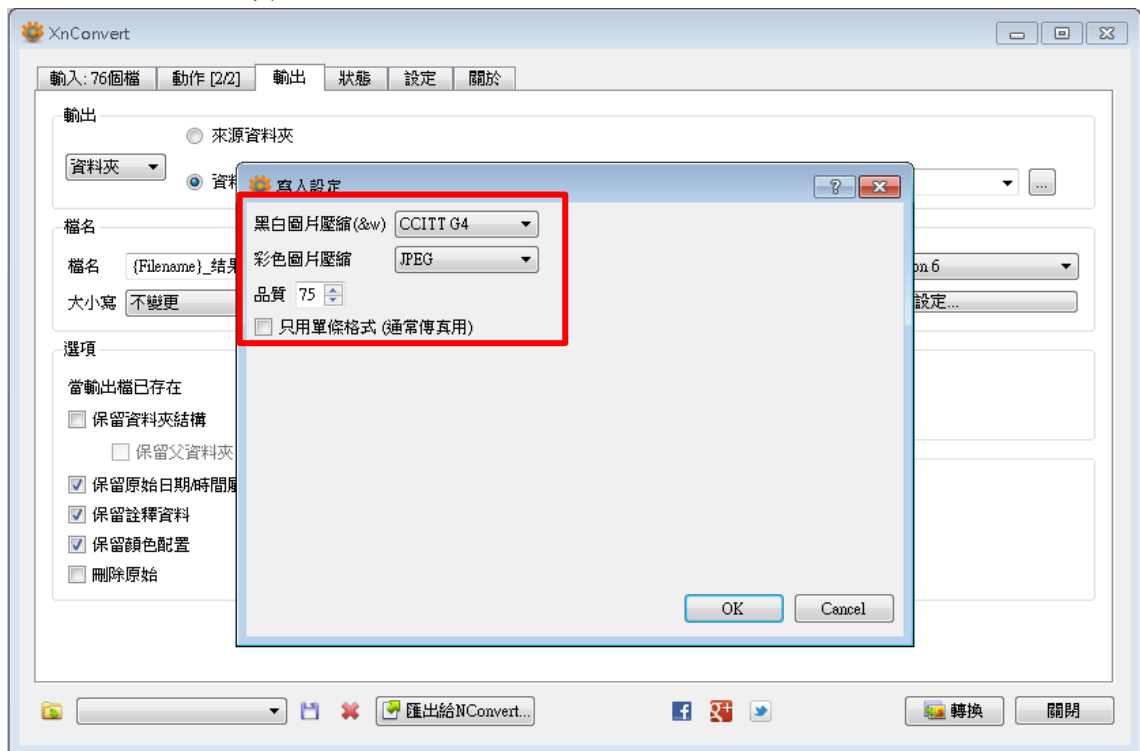 XnConvert
輸入: 76個檔 動作 [2/2] 輸出 狀態 設定 關於
輸出
來源資料夾
資料夾
資料
...
寫入設定
黑白圖片壓縮(&w) CCITT G4
彩色圖片壓縮 JPEG
品質 75
只用單條格式 (通常傳真用)
OK Cancel
檔名
檔名 {Filename}_结果
on 6
大小寫 不變更
設定...
選項
當輸出檔已存在
保留資料夾結構
保留父資料夾
保留原始日期/時間
保留詮釋資料
保留顏色配置
刪除原始
匯出給NConvert... 轉換 關閉